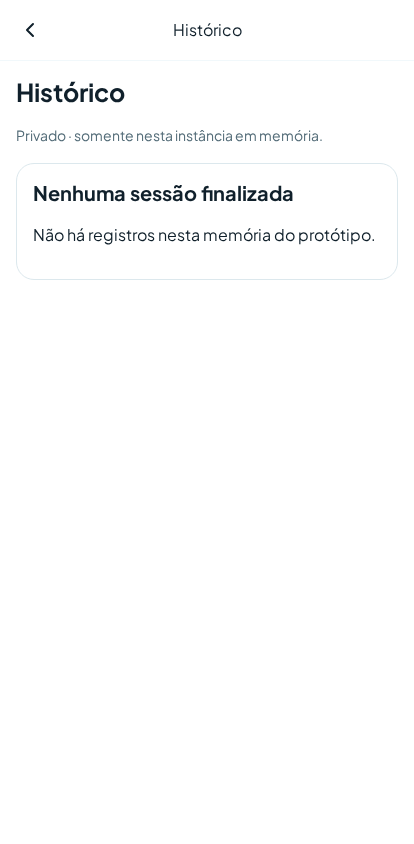 Histórico
Histórico
Privado · somente nesta instância em memória.
Nenhuma sessão finalizada
Não há registros nesta memória do protótipo.